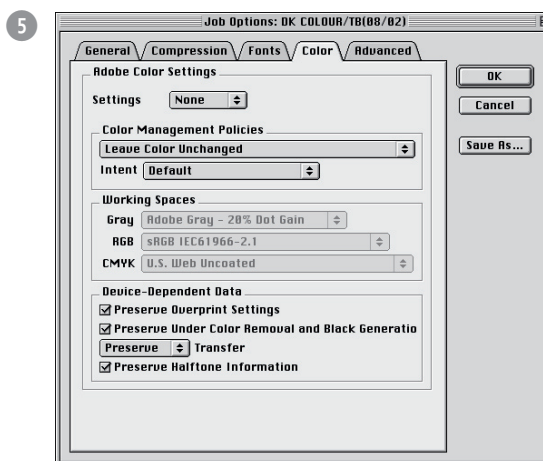 5
Job Options: DK COLOUR/TB(08/02)
General Compression Fonts Color Advanced
Adobe Color Settings
Settings None
Color Management Policies
Leave Color Unchanged
Intent Default
Working Spaces
Gray Adobe Gray - 20% Dot Gain
RGB sRGB IEC61966-2.1
CMYK U.S. Web Uncoated
Device-Dependent Data
Preserve Overprint Settings
Preserve Under Color Removal and Black Generatio
Preserve Transfer
Preserve Halftone Information
OK
Cancel
Save As...